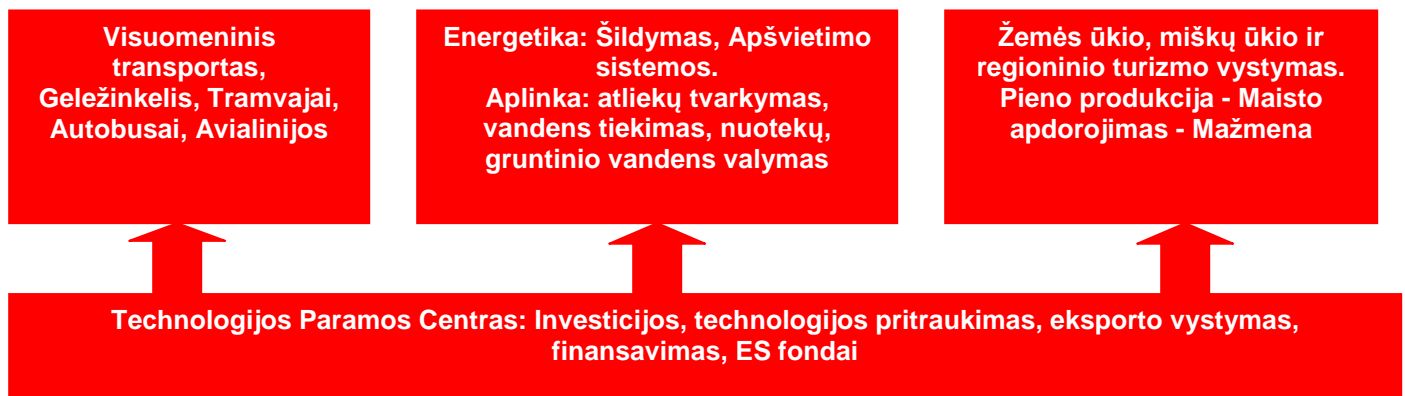 Visuomeninis
transportas,
Geležinkelis, Tramvajai,
Autobusai, Avialinijos
Energetika: Šildymas, Apšvietimo
sistemos.
Aplinka: atliekų tvarkymas,
vandens tiekimas, nuotekų,
gruntinio vandens valymas
Žemės ūkio, miškų ūkio ir
regioninio turizmo vystymas.
Pieno produkcija - Maisto
apdorojimas - Mažmena
Technologijos Paramos Centras: Investicijos, technologijos pritraukimas, eksporto vystymas,
finansavimas, ES fondai